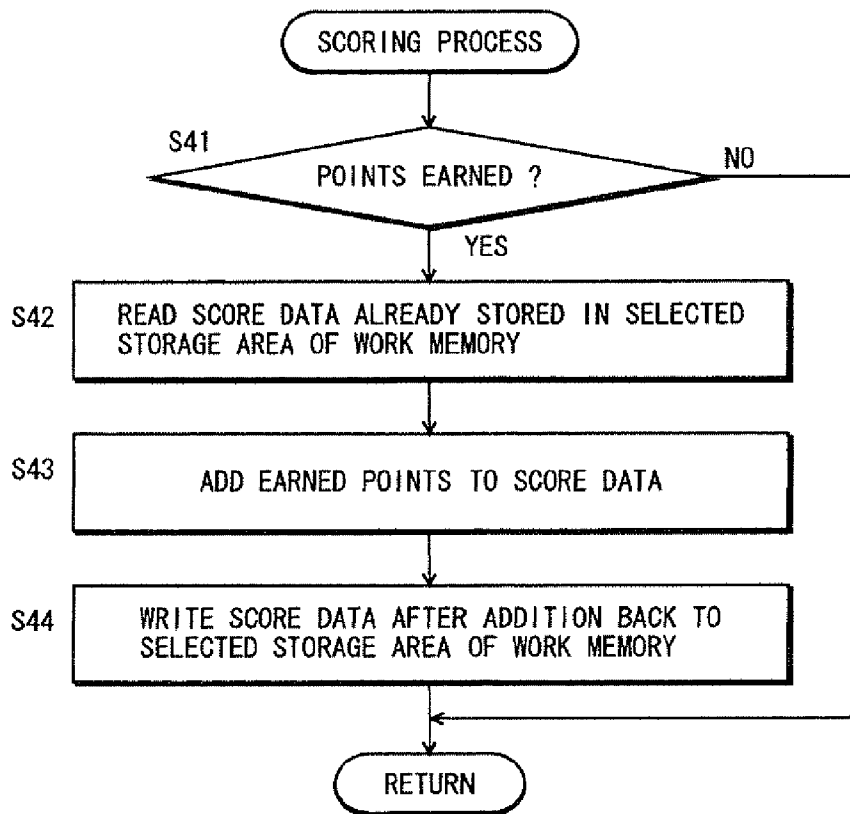 SCORING PROCESS
S41
POINTS EARNED ?
NO
YES
S42
READ SCORE DATA ALREADY STORED IN SELECTED
STORAGE AREA OF WORK MEMORY
S43
ADD EARNED POINTS TO SCORE DATA
S44
WRITE SCORE DATA AFTER ADDITION BACK TO
SELECTED STORAGE AREA OF WORK MEMORY
RETURN